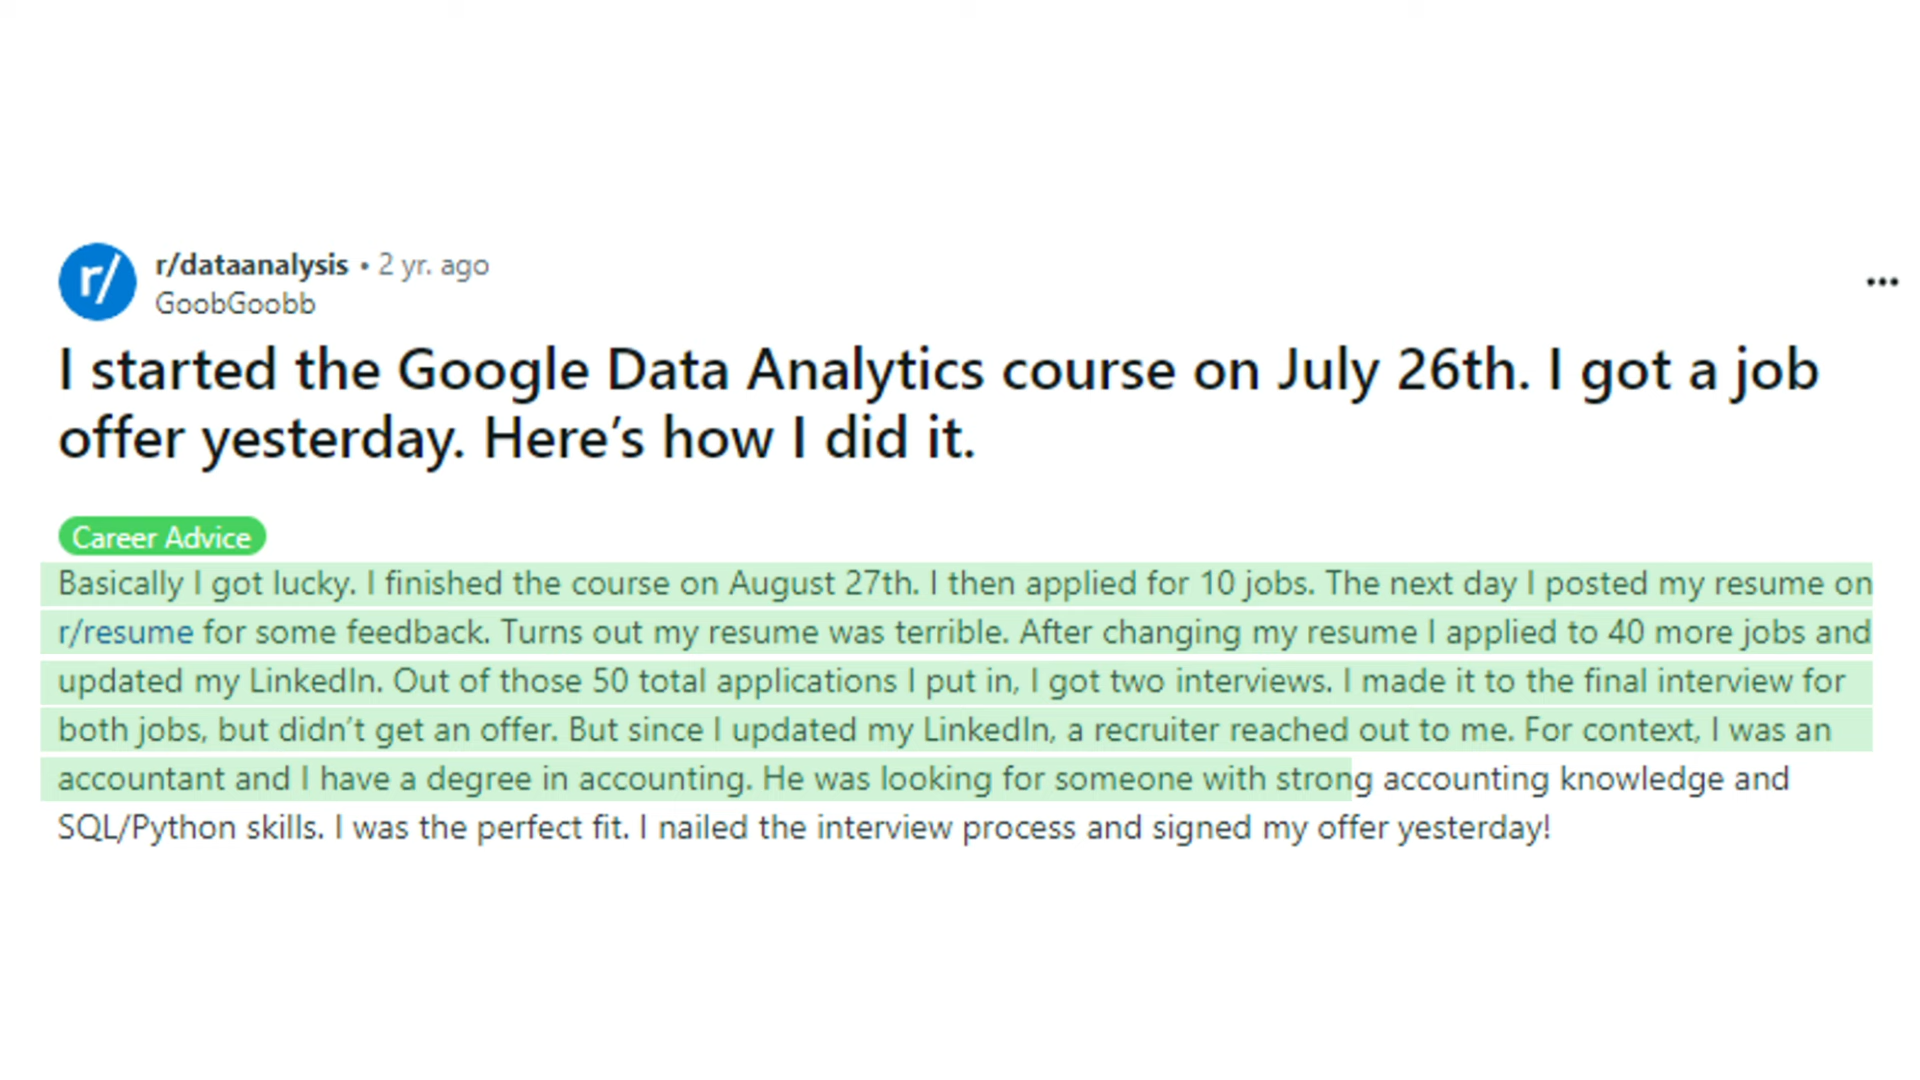 r/
r/dataanalysis • 2 yr. ago
GoobGoobb
I started the Google Data Analytics course on July 26th. I got a job
offer yesterday. Here’s how I did it.
Career Advice
Basically I got lucky. I finished the course on August 27th. I then applied for 10 jobs. The next day I posted my resume on
r/resume for some feedback. Turns out my resume was terrible. After changing my resume I applied to 40 more jobs and
updated my LinkedIn. Out of those 50 total applications I put in, I got two interviews. I made it to the final interview for
both jobs, but didn’t get an offer. But since I updated my LinkedIn, a recruiter reached out to me. For context, I was an
accountant and I have a degree in accounting. He was looking for someone with strong accounting knowledge and
SQL/Python skills. I was the perfect fit. I nailed the interview process and signed my offer yesterday!